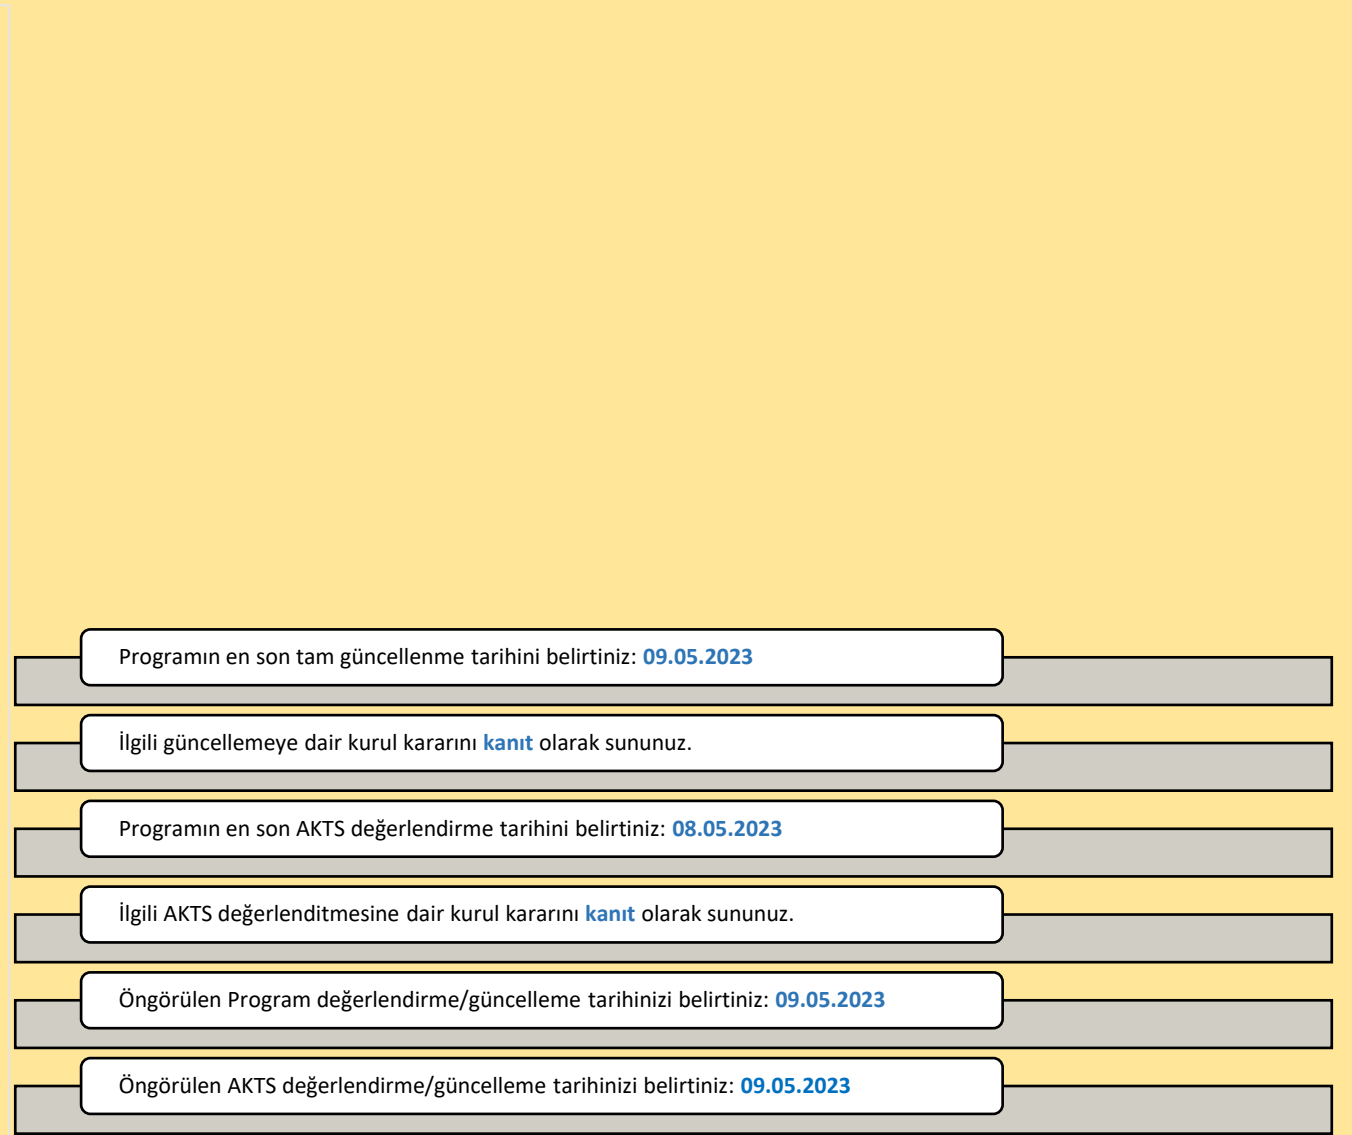 Programın en son tam güncellenme tarihini belirtiniz: 09.05.2023
İlgili güncellemeye dair kurul kararını kanıt olarak sununuz.
Programın en son AKTS değerlendirme tarihini belirtiniz: 08.05.2023
İlgili AKTS değerlenditmesine dair kurul kararını kanıt olarak sununuz.
Öngörülen Program değerlendirme/güncelleme tarihinizi belirtiniz: 09.05.2023
Öngörülen AKTS değerlendirme/güncelleme tarihinizi belirtiniz: 09.05.2023